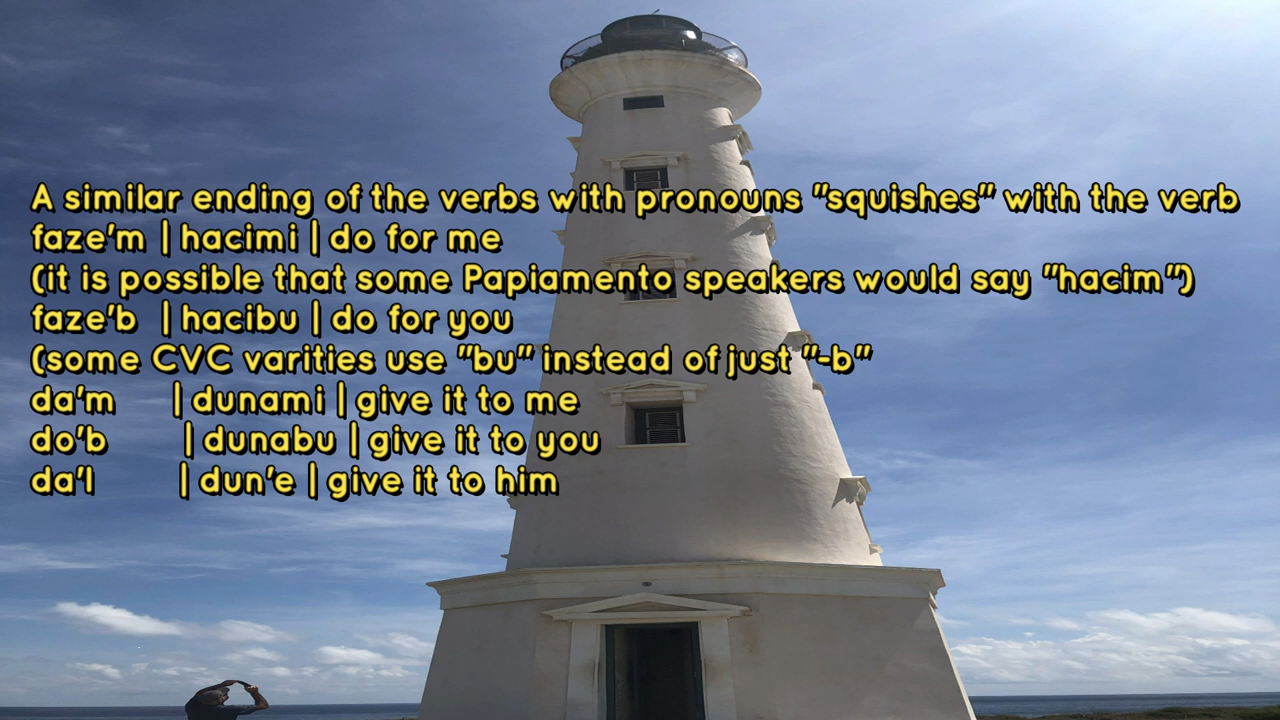 A similar ending of the verbs with pronouns "squishes" with the verb
faze'm | hacimi | do for me
(it is possible that some Papiamento speakers would say "hacim")
faze'b | hacibu | do for you
(some CVC varities use "bu" instead of just "-b"
da'm | dunami | give it to me
do'b | dunabu | give it to you
da'l | dun'e | give it to him